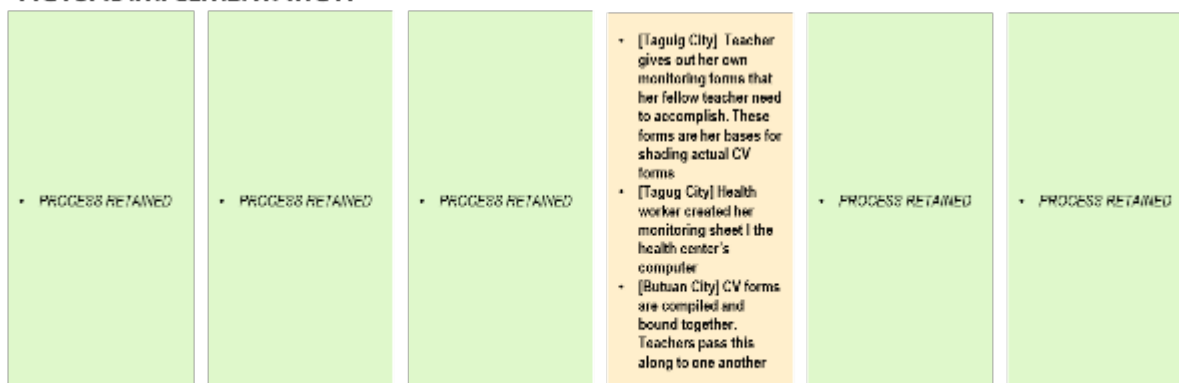 • PROCESS RETAINED
• PROCESS RETAINED
• PROCESS RETAINED
• [Taguig City] Teacher
gives out her own
monitoring forms that
her fellow teacher need
to accomplish. These
forms are her bases for
shading actual CV
forms
• [Tagug City] Health
worker created her
monitoring sheet I the
health center's
computer
• [Butuan City] CV forms
are compiled and
bound together.
Teachers pass this
along to one another
• PROCESS RETAINED
• PROCESS RETAINED